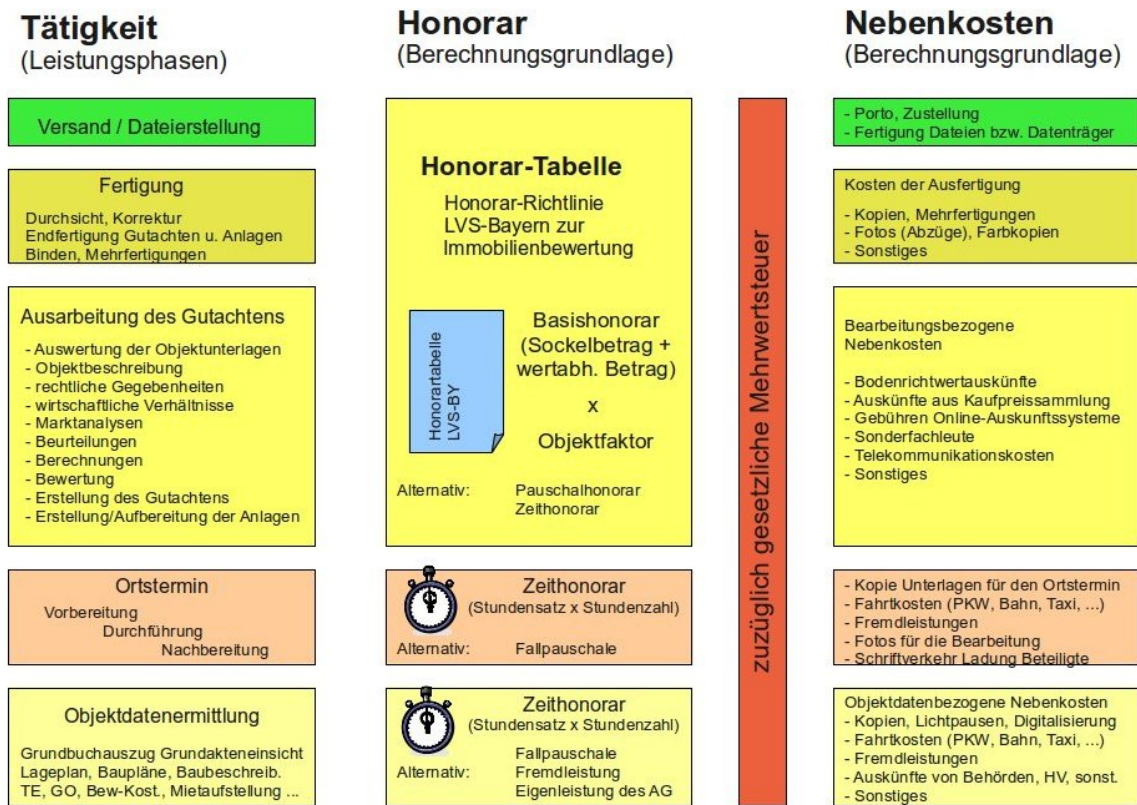 Tätigkeit
(Leistungsphasen)
Honorar
(Berechnungsgrundlage)
Nebenkosten
(Berechnungsgrundlage)
Versand / Dateierstellung
Fertigung
Durchsicht, Korrektur
Endfertigung Gutachten u. Anlagen
Binden, Mehrfertigungen
Ausarbeitung des Gutachtens
- Auswertung der Objektunterlagen
- Objektbeschreibung
- rechtliche Gegebenheiten
- wirtschaftliche Verhältnisse
- Marktanalysen
- Beurteilungen
- Berechnungen
- Bewertung
- Erstellung des Gutachtens
- Erstellung/Aufbereitung der Anlagen
Ortstermin
Vorbereitung
Durchführung
Nachbereitung
Objektdatenermittlung
Grundbuchauszug Grundakteneinsicht
Lageplan, Baupläne, Baubeschreib.
TE, GO, Bew-Kost., Mietaufstellung ...
Honorar-Tabelle
Honorar-Richtlinie
LVS-Bayern zur
Immobilienbewertung
Honorartabelle
LVS-BY
Basishonorar
(Sockelbetrag +
wertabh. Betrag)
x
Objektfaktor
Alternativ: Pauschalhonorar
Zeithonorar
Zeithonorar
(Stundensatz x Stundenzahl)
Alternativ: Fallpauschale
Zeithonorar
(Stundensatz x Stundenzahl)
Fallpauschale
Alternativ: Fremdleistung
Eigenleistung des AG
zuzüglich gesetzliche Mehrwertsteuer
- Porto, Zustellung
- Fertigung Dateien bzw. Datenträger
Kosten der Ausfertigung
- Kopien, Mehrfertigungen
- Fotos (Abzüge), Farbkopien
- Sonstiges
Bearbeitungsbezogene
Nebenkosten
- Bodenrichtwertauskünfte
- Auskünfte aus Kaufpreissammlung
- Gebühren Online-Auskunftssysteme
- Sonderfachleute
- Telekommunikationskosten
- Sonstiges
- Kopie Unterlagen für den Ortstermin
- Fahrtkosten (PKW, Bahn, Taxi, ...)
- Fremdleistungen
- Fotos für die Bearbeitung
- Schriftverkehr Ladung Beteiligte
Objektdatenbezogene Nebenkosten
- Kopien, Lichtpausen, Digitalisierung
- Fahrtkosten (PKW, Bahn, Taxi, ...)
- Fremdleistungen
- Auskünfte von Behörden, HV, sonst.
- Sonstiges